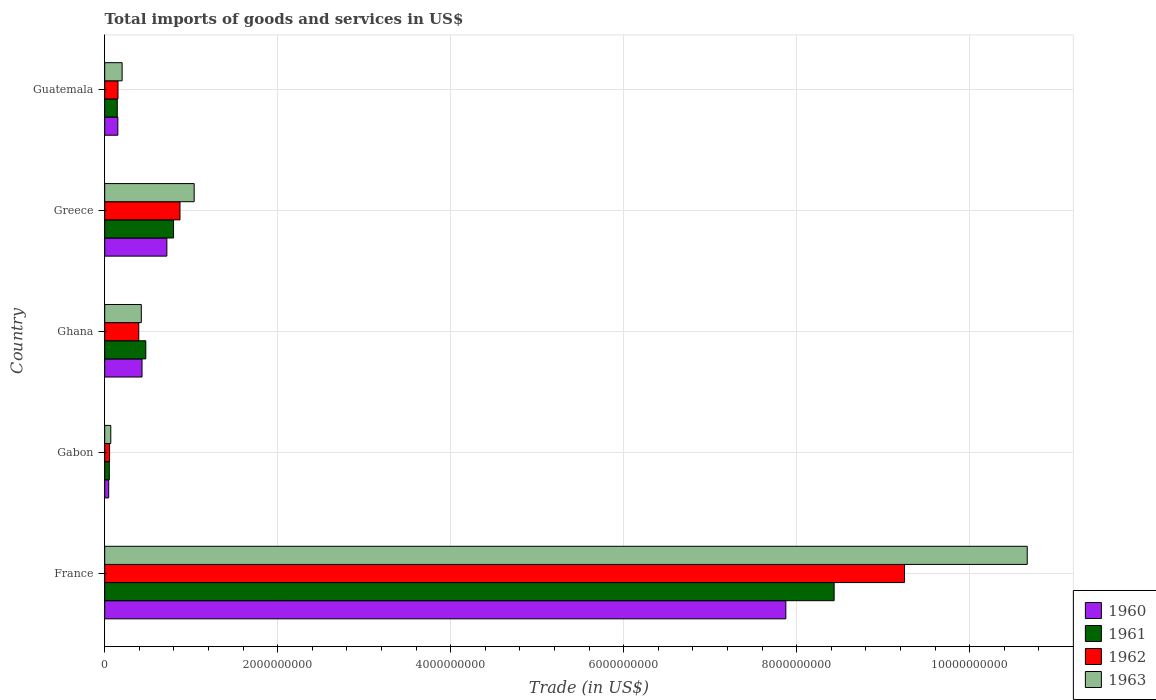 Total imports of goods and services in US$
Guatemala
Greece
Ghana
Gabon
France
Country
2000000000
4000000000
6000000000
8000000000
10000000000
Trade (in US$)
1960
1961
1962
1963